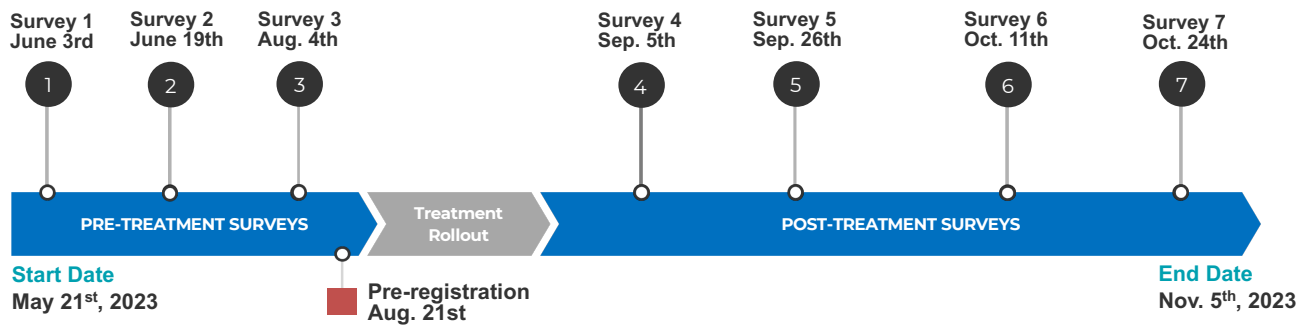 Survey 1
June 3rd
Survey 2
June 19th
Survey 3
Aug. 4th
Survey 4
Sep. 5th
Survey 5
Sep. 26th
Survey 6
Oct. 11th
Survey 7
Oct. 24th
1
2
3
4
5
6
7
PRE-TREATMENT SURVEYS
Treatment
Rollout
POST-TREATMENT SURVEYS
Start Date
May 21st, 2023
Pre-registration
Aug. 21st
End Date
Nov. 5th, 2023